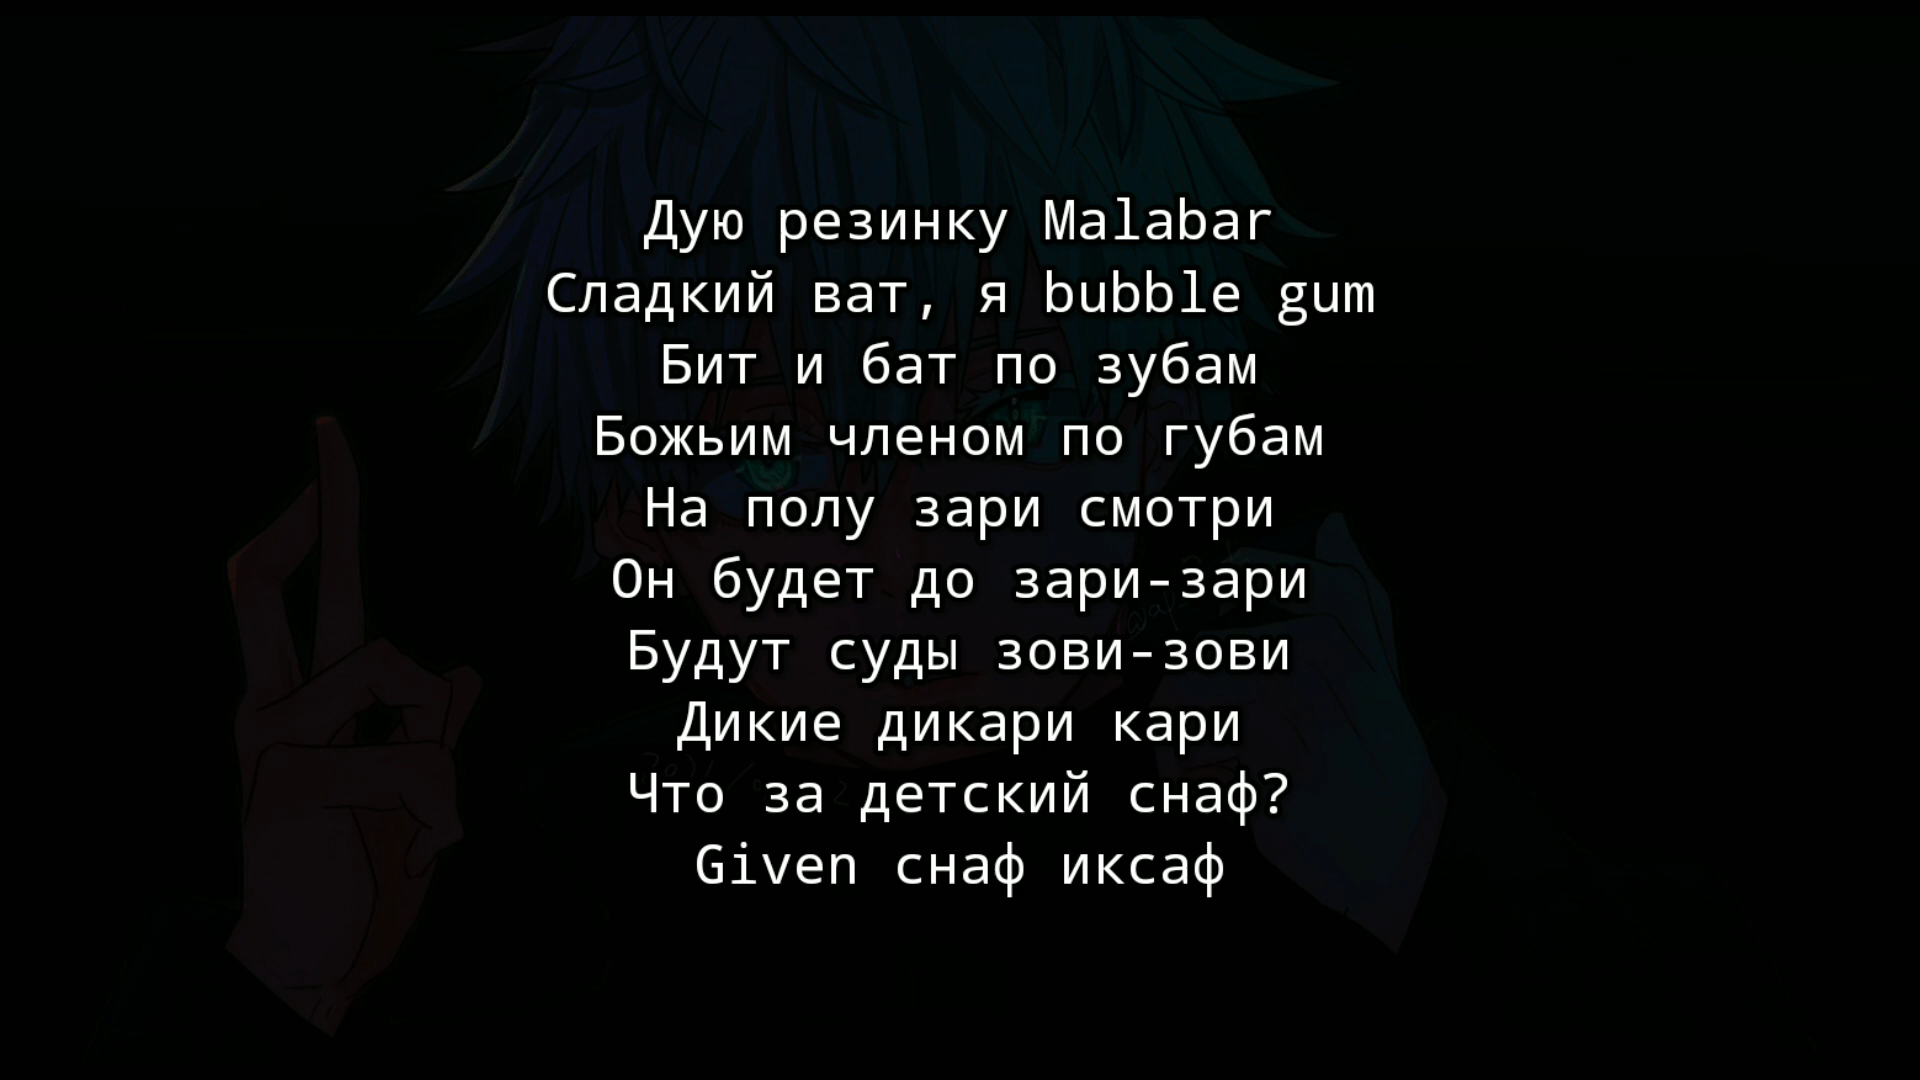 Дую резинку Malabar
Сладкий ват, я bubble gum
Бит и бат по зубам
Божьим членом по губам
На полу зари смотри
Он будет до зари-зари
Будут суды зови-зови
Дикие дикари кари
Что за детский снаф?
Given снаф иксаф